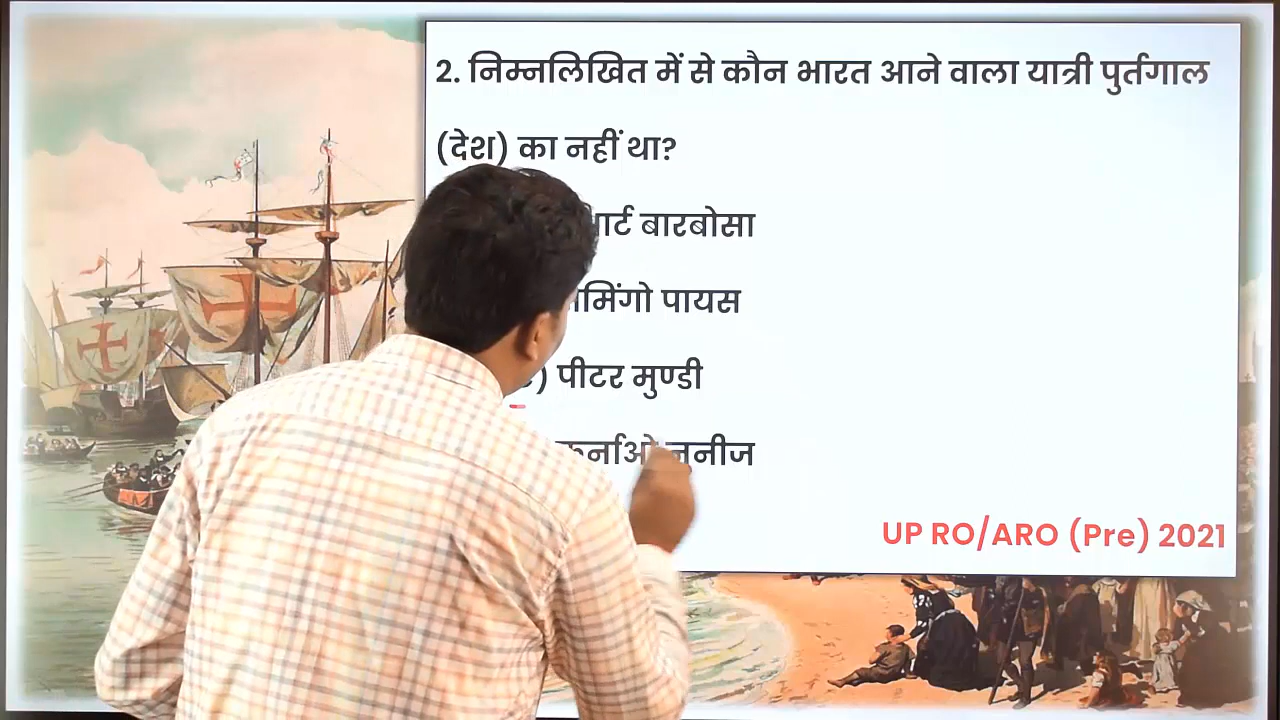 2. निम्नलिखित में से कौन भारत आने वाला यात्री पुर्तगाल
(देश) का नहीं था?
बारबोसा
पायस
पीटर मुण्डी
UP RO/ARO (Pre) 2021